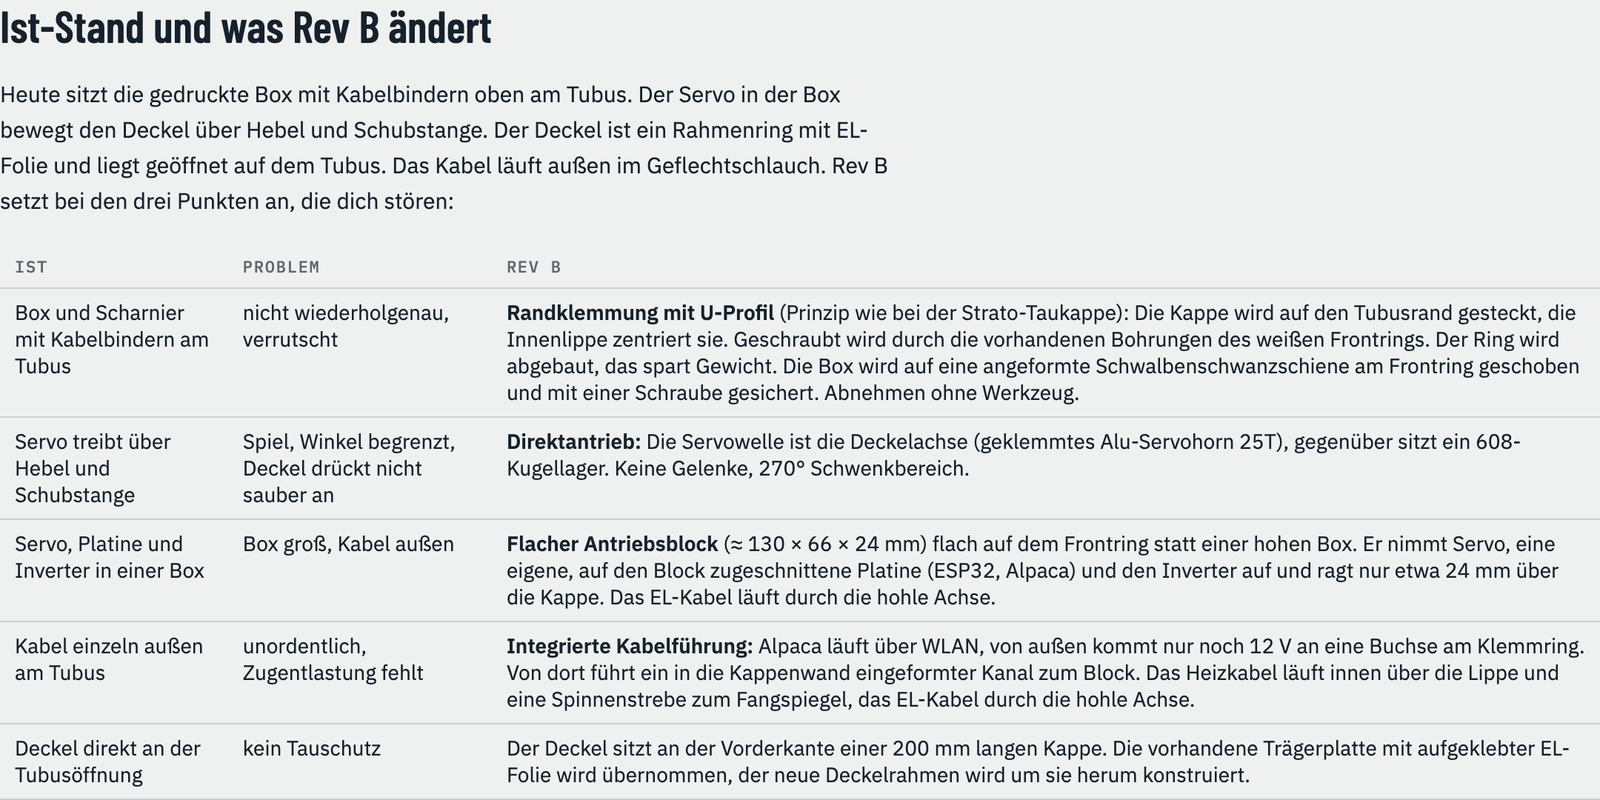 Ist-Stand und was Rev B ändert
Heute sitzt die gedruckte Box mit Kabelbindern oben am Tubus. Der Servo in der Box
bewegt den Deckel über Hebel und Schubstange. Der Deckel ist ein Rahmenring mit EL-
Folie und liegt geöffnet auf dem Tubus. Das Kabel läuft außen im Geflechtschlauch. Rev B
setzt bei den drei Punkten an, die dich stören:
IST PROBLEM REV B
Box und Scharnier
mit Kabelbindern am
Tubus
nicht wiederholgenau,
verrutscht
Randklemmung mit U-Profil (Prinzip wie bei der Strato-Taukappe): Die Kappe wird auf den Tubusrand gesteckt, die
Innenlippe zentriert sie. Geschraubt wird durch die vorhandenen Bohrungen des weißen Frontrings. Der Ring wird
abgebaut, das spart Gewicht. Die Box wird auf eine angeformte Schwalbenschwanzschiene am Frontring geschoben
und mit einer Schraube gesichert. Abnehmen ohne Werkzeug.
Servo treibt über
Hebel und
Schubstange
Spiel, Winkel begrenzt,
Deckel drückt nicht
sauber an
Direktantrieb: Die Servowelle ist die Deckelachse (geklemmtes Alu-Servohorn 25T), gegenüber sitzt ein 608-
Kugellager. Keine Gelenke, 270° Schwenkbereich.
Servo, Platine und
Inverter in einer Box
Box groß, Kabel außen
Flacher Antriebsblock (≈ 130 × 66 × 24 mm) flach auf dem Frontring statt einer hohen Box. Er nimmt Servo, eine
eigene, auf den Block zugeschnittene Platine (ESP32, Alpaca) und den Inverter auf und ragt nur etwa 24 mm über
die Kappe. Das EL-Kabel läuft durch die hohle Achse.
Kabel einzeln außen
am Tubus
unordentlich,
Zugentlastung fehlt
Integrierte Kabelführung: Alpaca läuft über WLAN, von außen kommt nur noch 12 V an eine Buchse am Klemmring.
Von dort führt ein in die Kappenwand eingeformter Kanal zum Block. Das Heizkabel läuft innen über die Lippe und
eine Spinnenstrebe zum Fangspiegel, das EL-Kabel durch die hohle Achse.
Deckel direkt an der
Tubusöffnung
kein Tauschutz
Der Deckel sitzt an der Vorderkante einer 200 mm langen Kappe. Die vorhandene Trägerplatte mit aufgeklebter EL-
Folie wird übernommen, der neue Deckelrahmen wird um sie herum konstruiert.